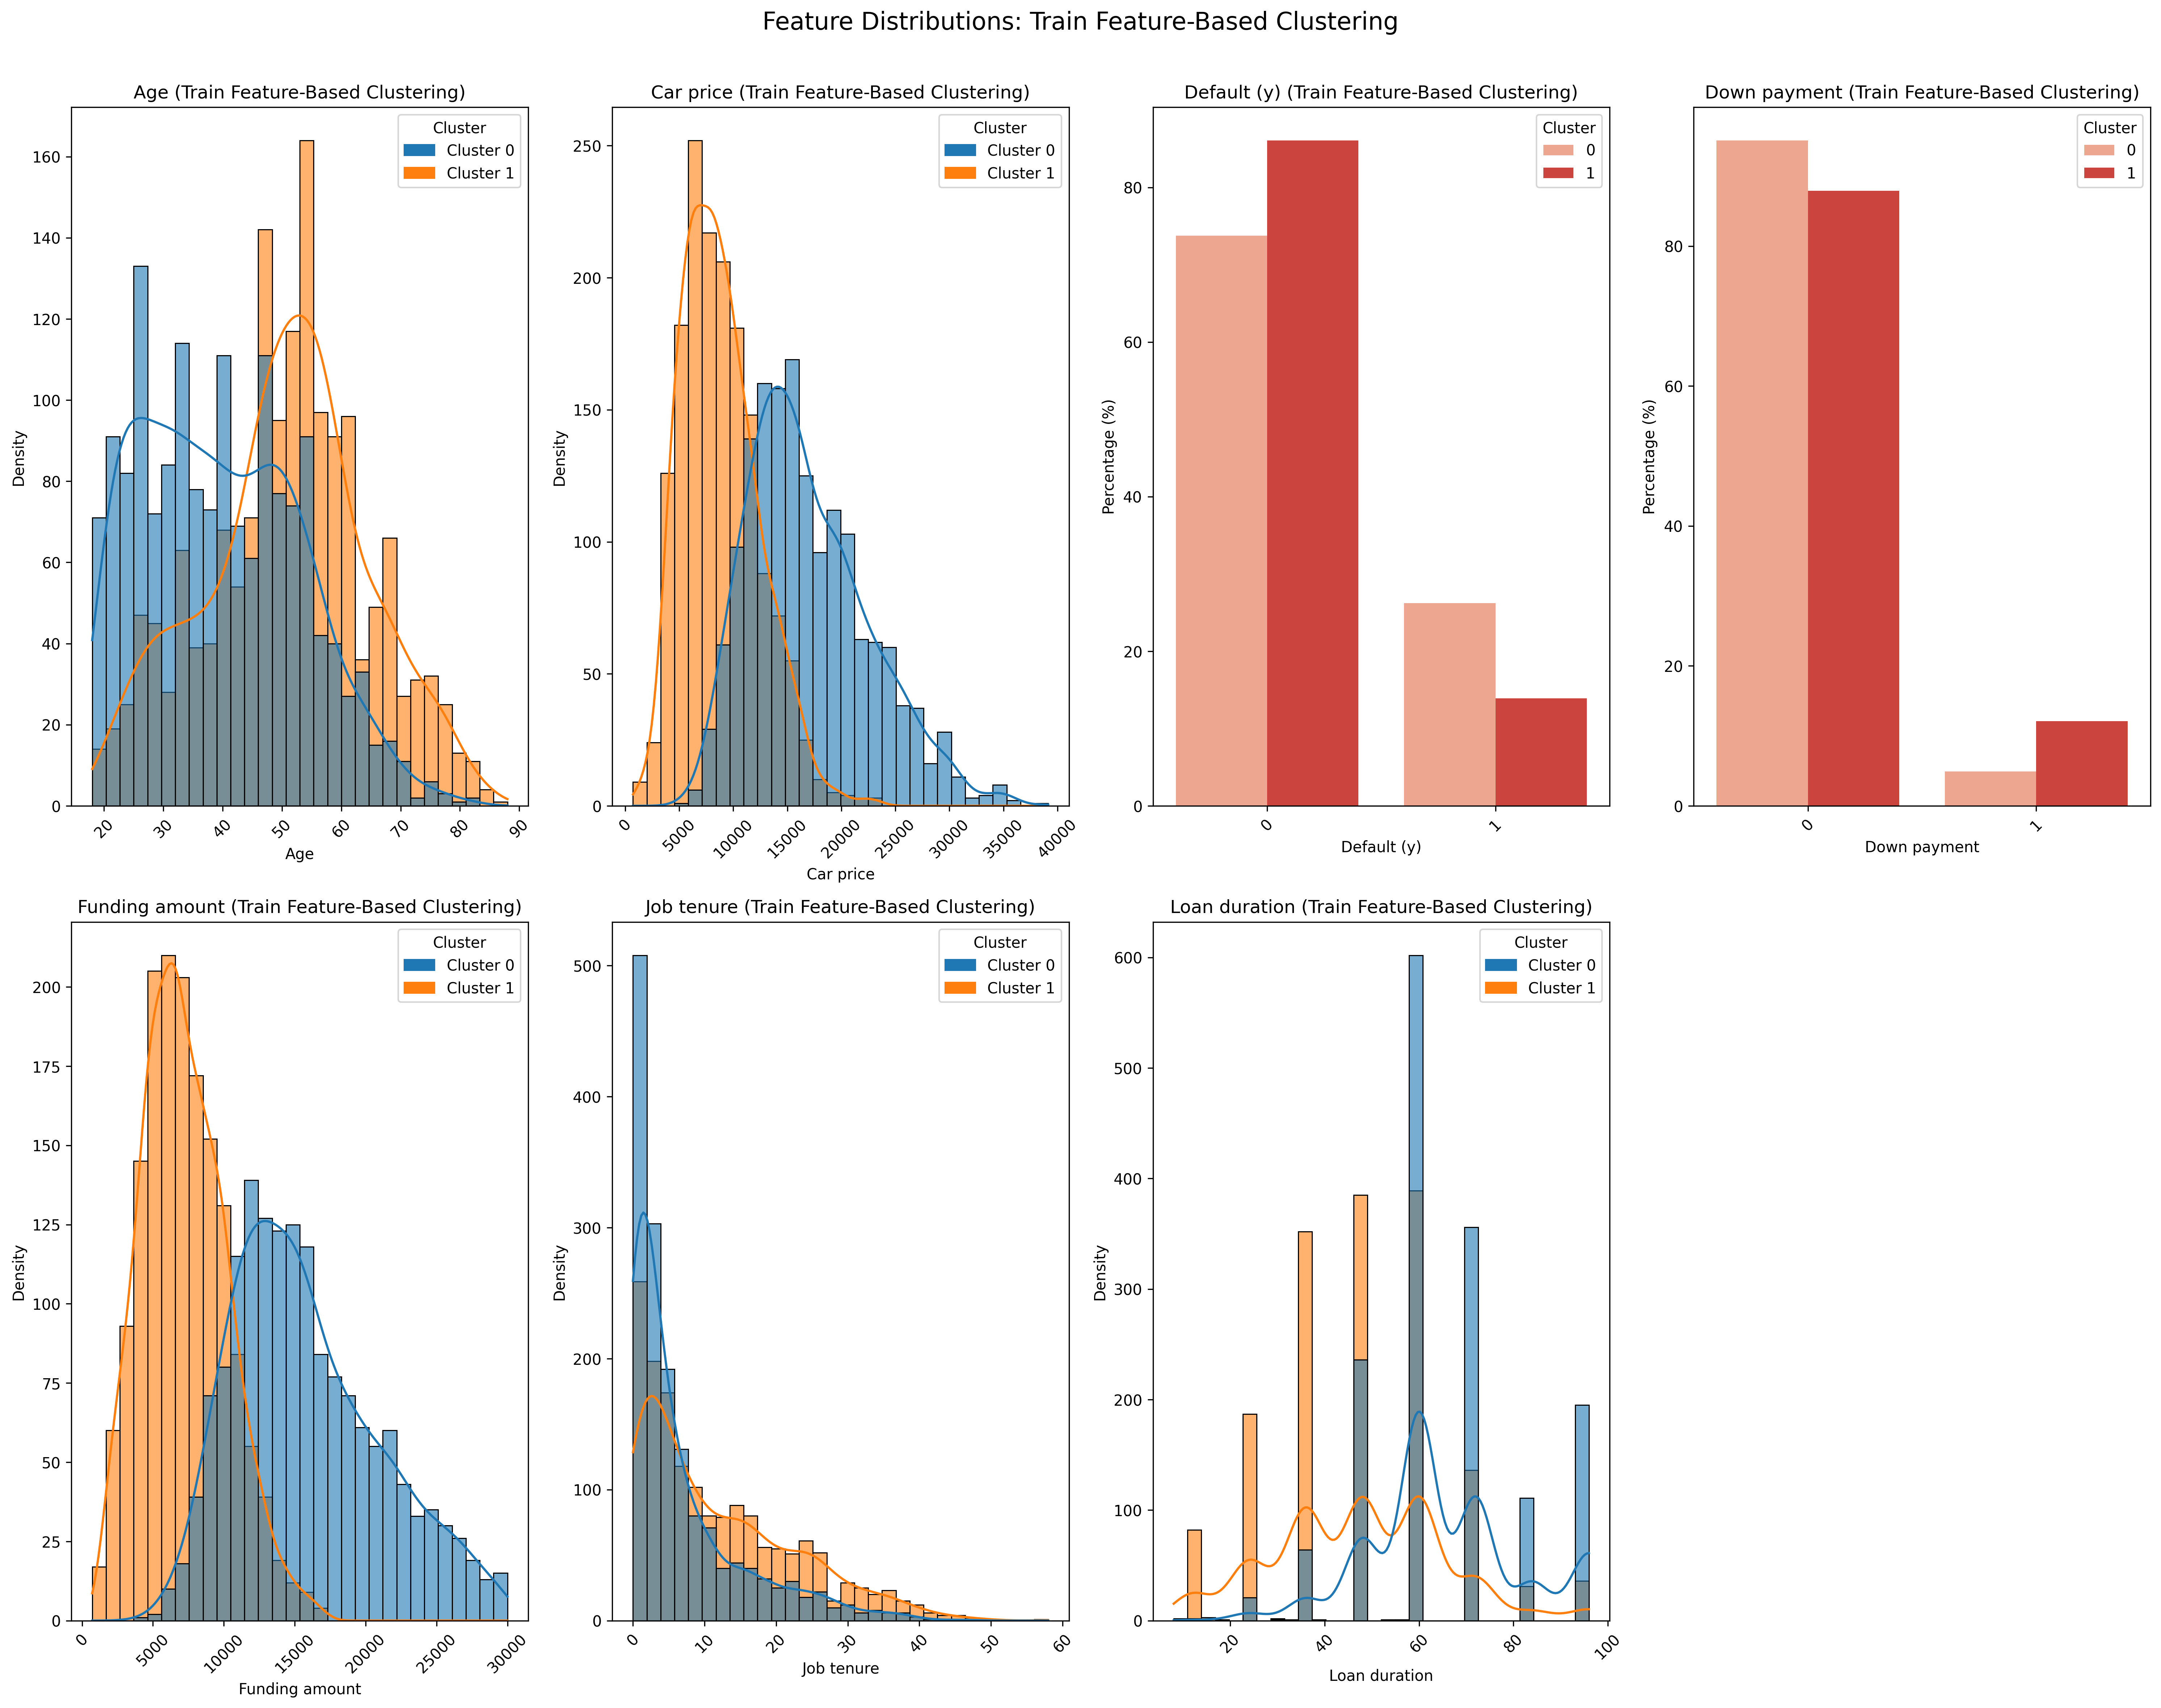 Feature Distributions: Train Feature-Based Clustering
Age (Train Feature-Based Clustering)
Density
160
140
120
100
80
60
40
20
0
Cluster
Cluster 0
Cluster 1
20 30 40 50 60 70 80 90
Age
Car price (Train Feature-Based Clustering)
Density
250
200
150
100
50
0
Cluster
Cluster 0
Cluster 1
0 5000 10000 15000 20000 25000 30000 35000 40000
Car price
Default (y) (Train Feature-Based Clustering)
Percentage (%)
80
60
40
20
0
Cluster
0
1
0 1
Default (y)
Down payment (Train Feature-Based Clustering)
Percentage (%)
80
60
40
20
0
Cluster
0
1
0 1
Down payment
Funding amount (Train Feature-Based Clustering)
Density
200
175
150
125
100
75
50
25
0
Cluster
Cluster 0
Cluster 1
0 5000 10000 15000 20000 25000 30000
Funding amount
Job tenure (Train Feature-Based Clustering)
Density
500
400
300
200
100
0
Cluster
Cluster 0
Cluster 1
0 10 20 30 40 50 60
Job tenure
Loan duration (Train Feature-Based Clustering)
Density
600
500
400
300
200
100
0
Cluster
Cluster 0
Cluster 1
20 40 60 80 100
Loan duration